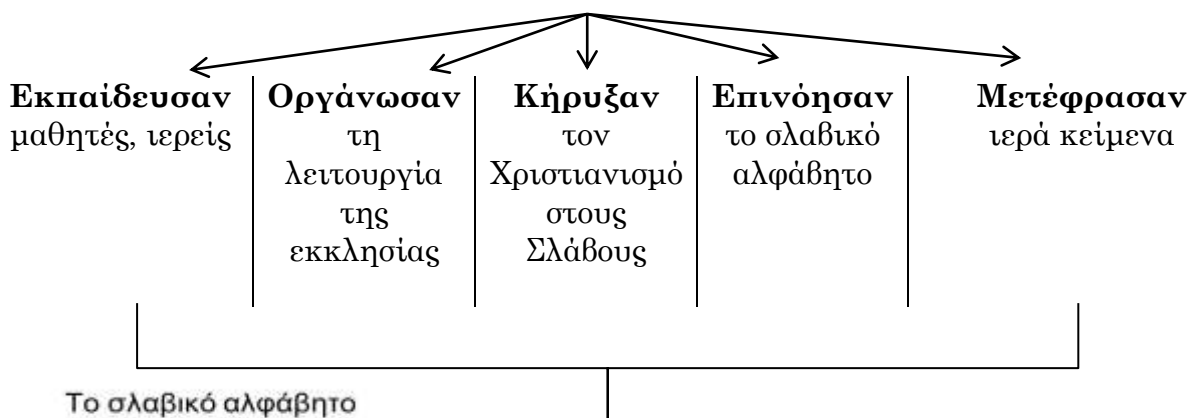 Εκπαίδευσαν
μαθητές, ιερείς
Οργάνωσαν
τη
λειτουργία
της
εκκλησίας
Κήρυξαν
τον
Χριστιανισμό
στους
Σλάβους
Επινόησαν
το σλαβικό
αλφάβητο
Μετέφρασαν
ιερά κείμενα
Το σλαβικό αλφάβητο